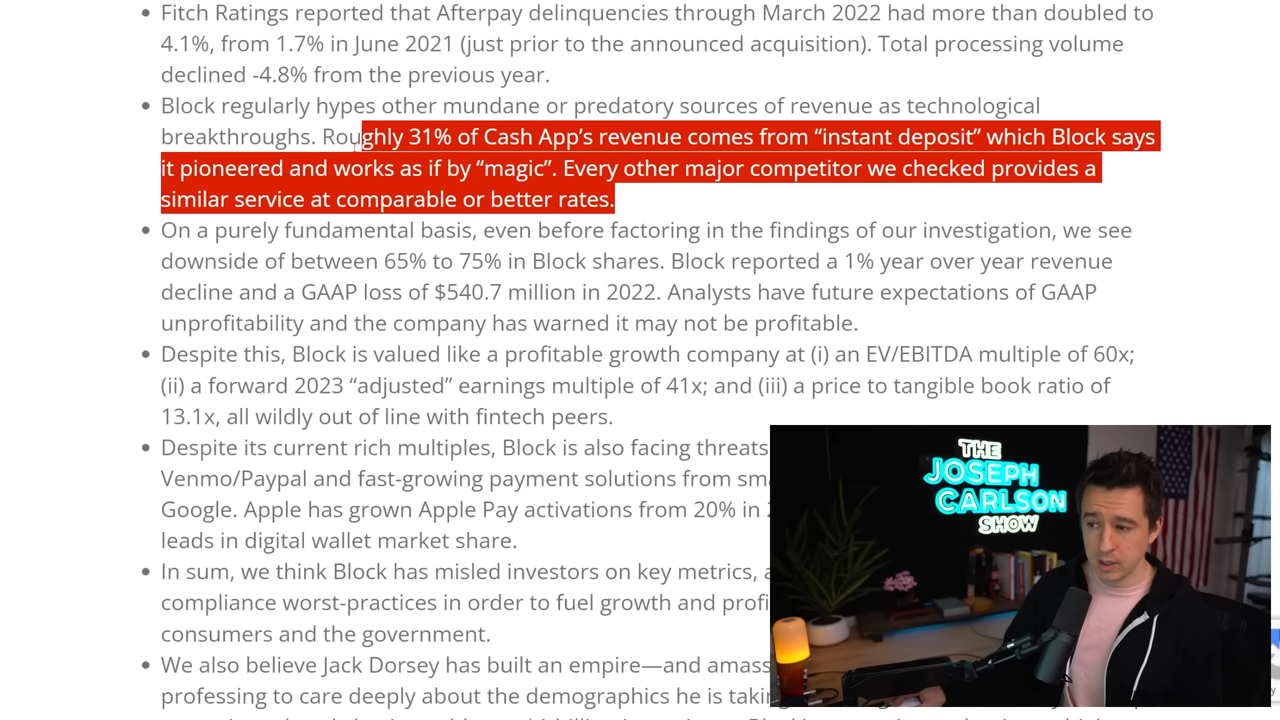 Fitch Ratings reported that Afterpay delinquencies through March 2022 had more than doubled to
4.1%, from 1.7% in June 2021 (just prior to the announced acquisition). Total processing volume
declined -4.8% from the previous year.
Block regularly hypes other mundane or predatory sources of revenue as technological
breakthroughs. Roughly 31% of Cash App’s revenue comes from “instant deposit” which Block says
it pioneered and works as if by “magic”. Every other major competitor we checked provides a
similar service at comparable or better rates.
On a purely fundamental basis, even before factoring in the findings of our investigation, we see
downside of between 65% to 75% in Block shares. Block reported a 1% year over year revenue
decline and a GAAP loss of $540.7 million in 2022. Analysts have future expectations of GAAP
unprofitability and the company has warned it may not be profitable.
Despite this, Block is valued like a profitable growth company at (i) an EV/EBITDA multiple of 60x;
(ii) a forward 2023 “adjusted” earnings multiple of 41x; and (iii) a price to tangible book ratio of
13.1x, all wildly out of line with fintech peers.
Despite its current rich multiples, Block is also facing threats
Venmo/Paypal and fast-growing payment solutions from
Google. Apple has grown Apple Pay activations from 20% in
leads in digital wallet market share.
In sum, we think Block has misled investors on key metrics,
compliance worst-practices in order to fuel growth and
consumers and the government.
We also believe Jack Dorsey has built an empire—and
professing to care deeply about the demographics he is
THE
JOSEPH
CARLSON
SHOW